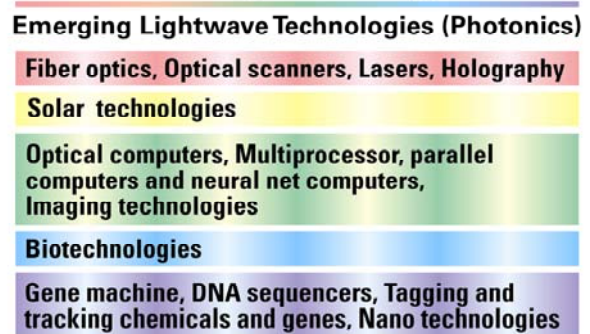 Emerging Lightwave Technologies (Photonics)
Fiber optics, Optical scanners, Lasers, Holography
Solar technologies
Optical computers, Multiprocessor, parallel
computers and neural net computers,
Imaging technologies
Biotechnologies
Gene machine, DNA sequencers, Tagging and
tracking chemicals and genes, Nano technologies